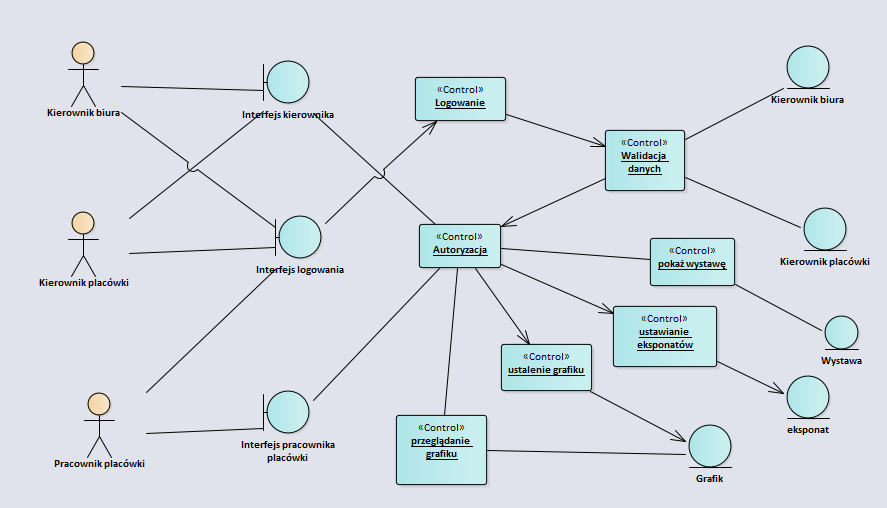 Kierownik biura
Interfejs kierownika
«Control»
Logowanie
Kierownik biura
«Control»
Walidacja
danych
Kierownik placówki
Interfejs logowania
«Control»
Autoryzacja
«Control»
pokaż wystawę
Kierownik placówki
«Control»
ustawianie
eksponatów
Wystawa
«Control»
ustalenie grafiku
eksponat
Pracownik placówki
Interfejs pracownika
placówki
«Control»
przeglądanie
grafiku
Grafik